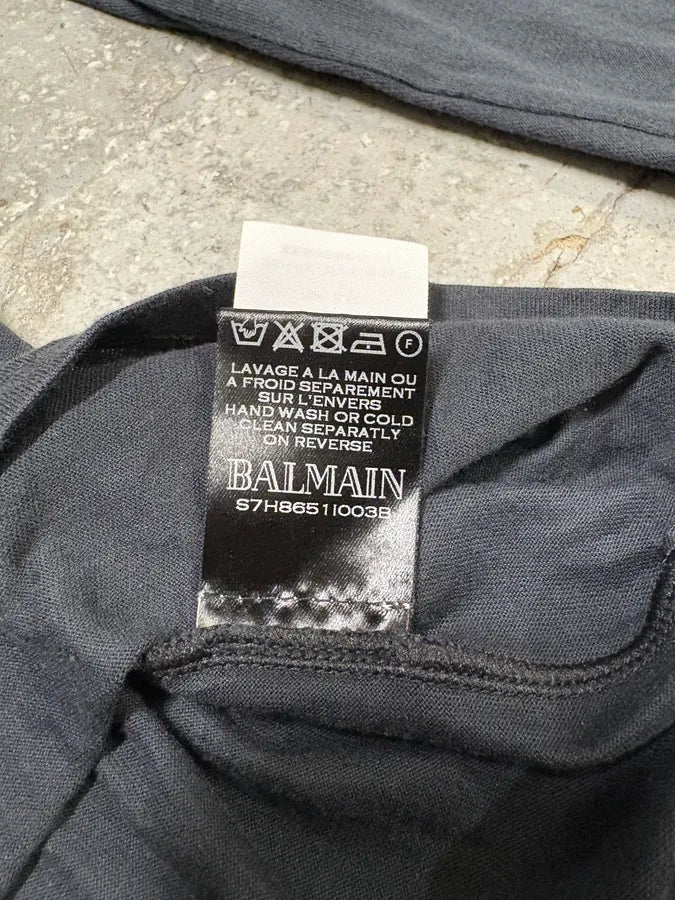 F
LAVAGE A LA MAIN OU
A FROID SEPAREMENT
SUR L'ENVERS
HAND WASH OR COLD
CLEAN SEPARATLY
ON REVERSE
BALMAIN
S7H8651I003B